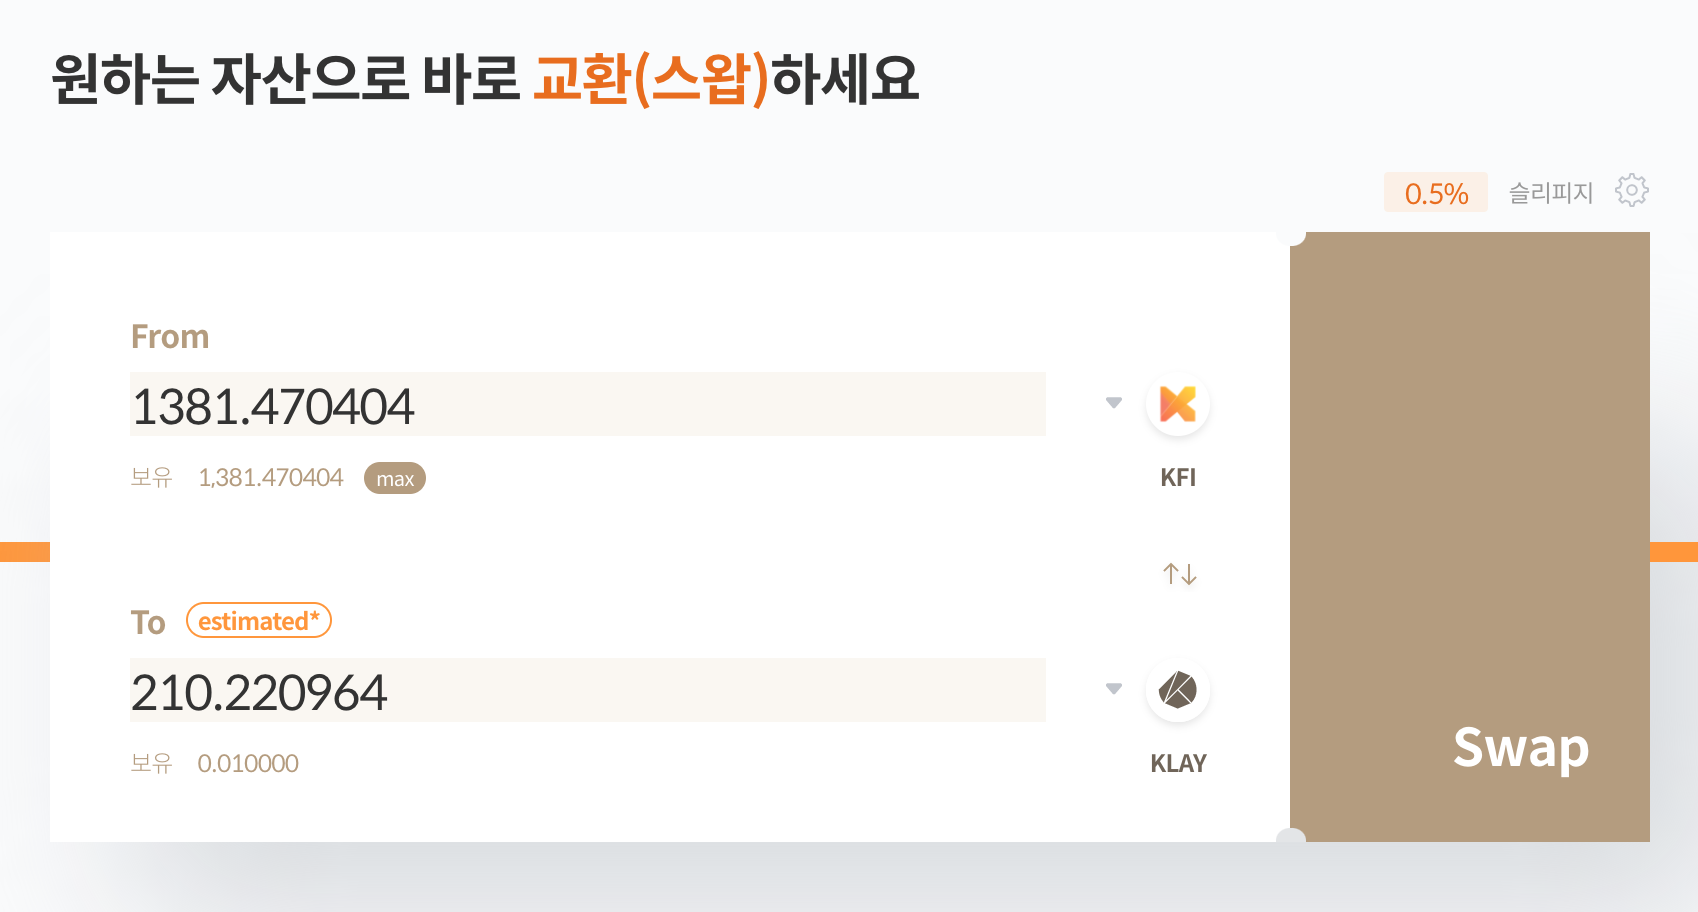 원하는 자산으로 바로 교환(스왑)하세요
0.5% 슬리피지
From
1381.470404
보유 1,381.470404 max
KFI
To estimated*
210.220964
보유 0.010000
KLAY
Swap